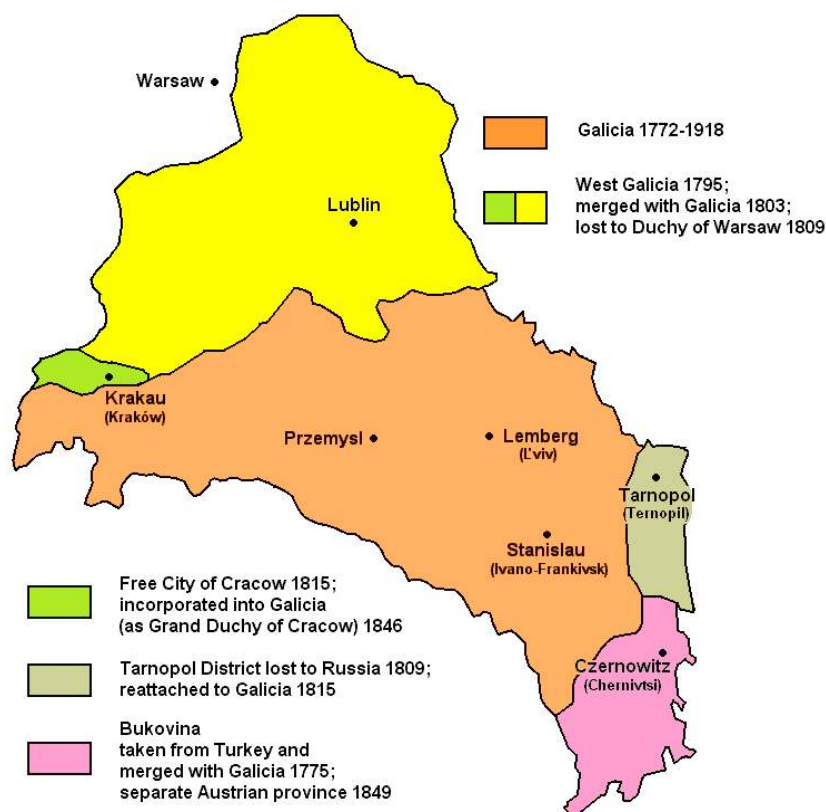 Warsaw
Galicia 1772-1918
West Galicia 1795;
merged with Galicia 1803;
lost to Duchy of Warsaw 1809
Lublin
Krakau
(Kraków)
Przemysl
Lemberg
(L'viv)
Tarnopol
(Ternopil)
Stanislau
(Ivano-Frankivsk)
Free City of Cracow 1815;
incorporated into Galicia
(as Grand Duchy of Cracow) 1846
Tarnopol District lost to Russia 1809;
reattached to Galicia 1815
Czernowitz
(Chernivtsi)
Bukovina
taken from Turkey and
merged with Galicia 1775;
separate Austrian province 1849